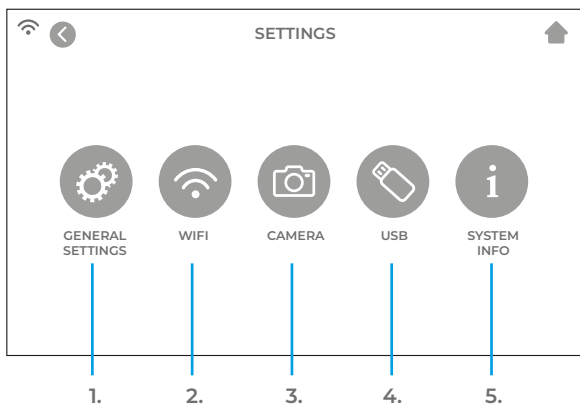 SETTINGS
GENERAL
SETTINGS
WIFI
CAMERA
USB
SYSTEM
INFO
1.
2.
3.
4.
5.